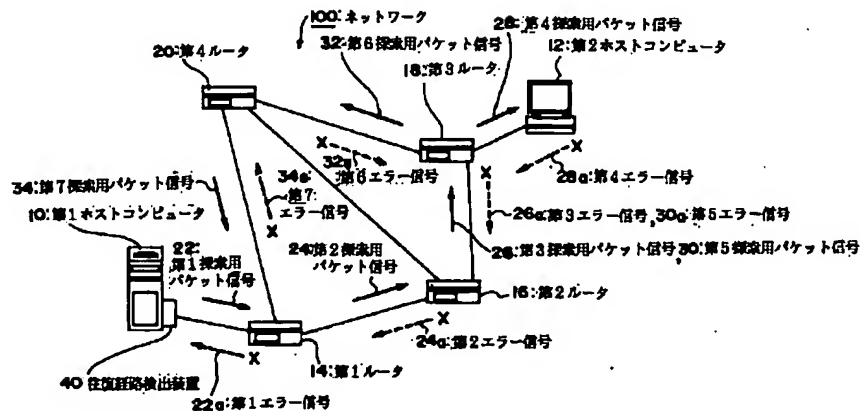 100:ネットワーク
28:第4探索用パケット信号
32:第6探索用パケット信号
12:第2ホストコンピュータ
20:第4ルータ
18:第3ルータ
X
X
32a:
第6エラー信号
28a:第4エラー信号
34a:
第7
エラー信号
X
34:第7探索用パケット信号
10:第1ホストコンピュータ
26a:第3エラー信号,30a:第5エラー信号
22:
第1探索用
パケット信号
24:第2探索用
パケット信号
26:第3探索用パケット信号,30:第5探索用パケット信号
X
16:第2ルータ
X
X
24a:第2エラー信号
40 往復経路検出装置
14:第1ルータ
22a:第1エラー信号